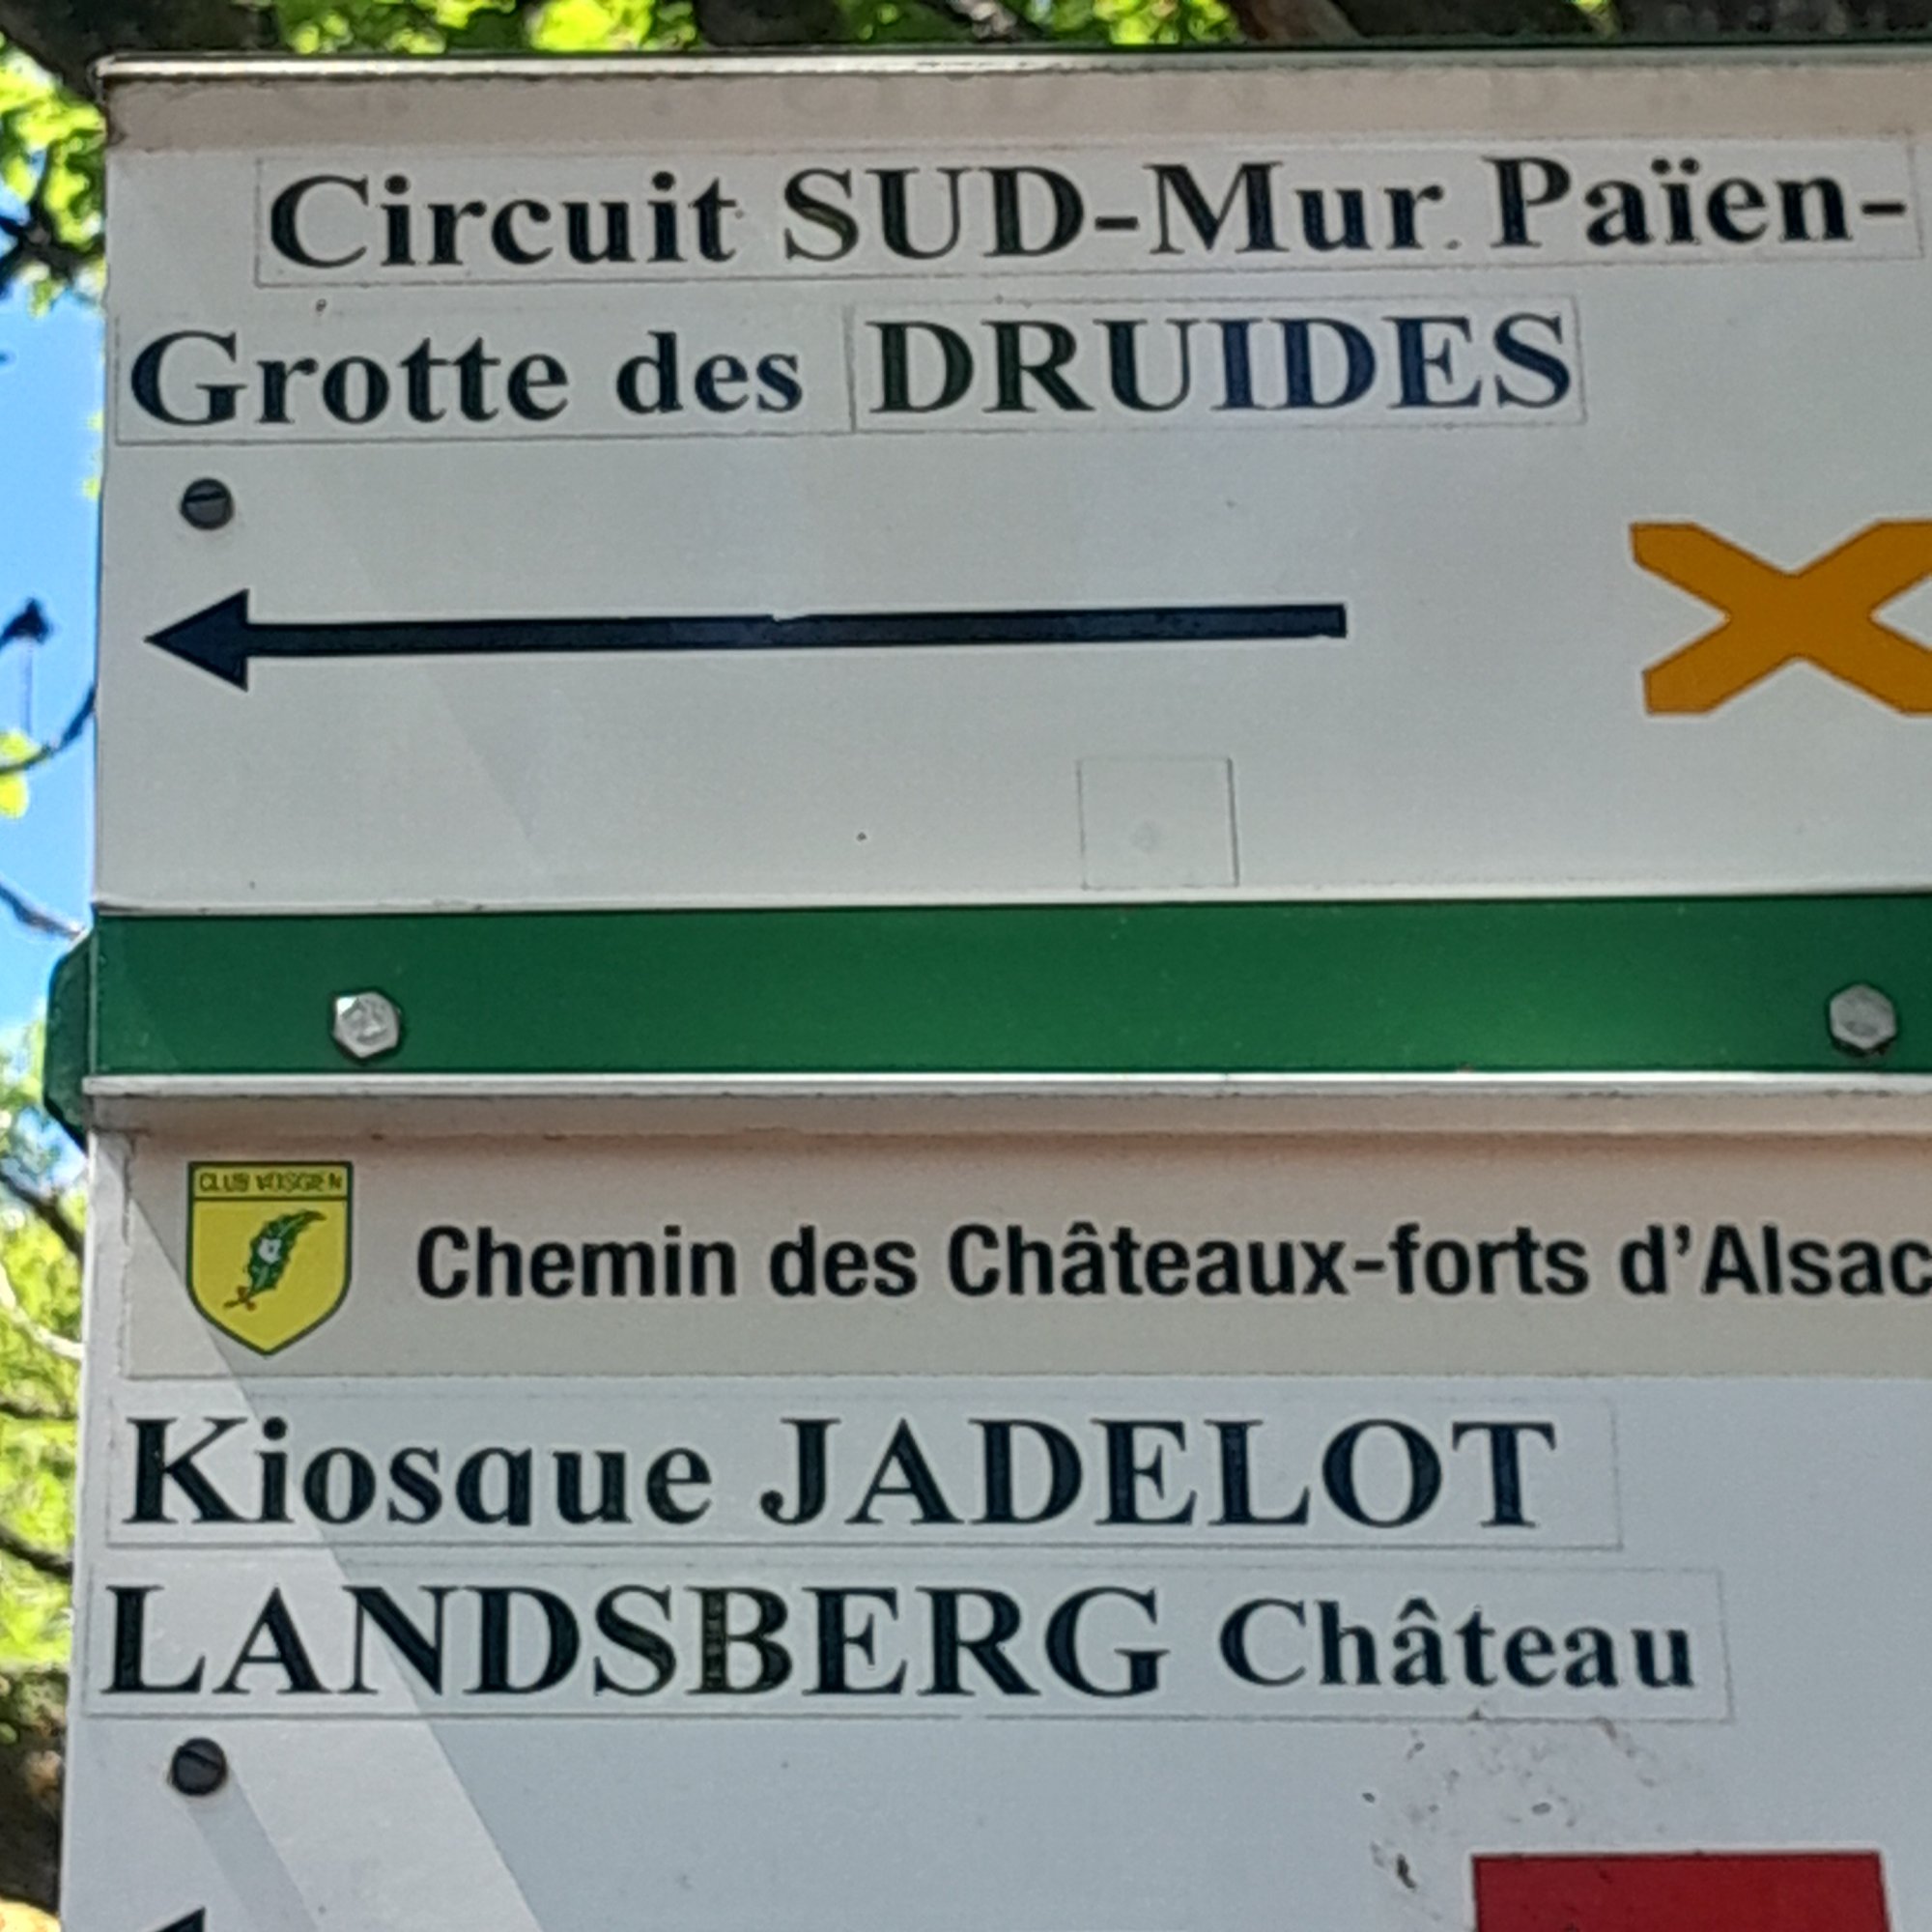 Circuit SUD-Mur Païen-
Grotte des DRUIDES
CLUB VOSGIEN
Chemin des Châteaux-forts d'Alsac
Kiosque JADELOT
LANDSBERG Château